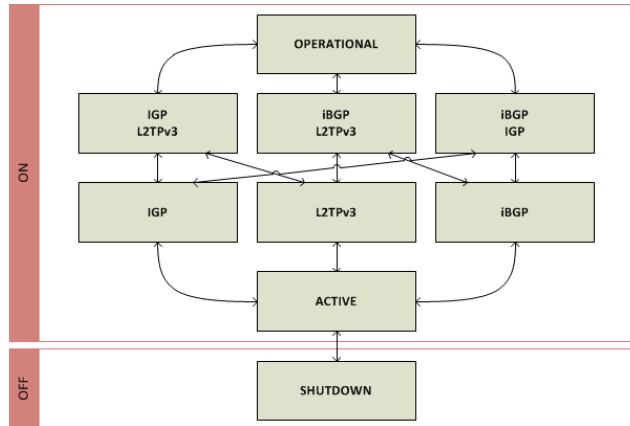 OPERATIONAL
IGP
L2TPv3
iBGP
L2TPv3
iBGP
IGP
ON
IGP
L2TPv3
iBGP
ACTIVE
OFF
SHUTDOWN